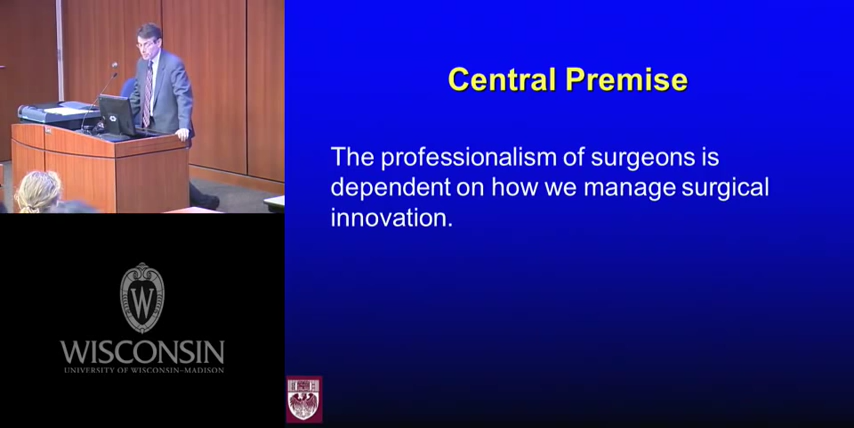 Central Premise
The professionalism of surgeons is
dependent on how we manage surgical
innovation.
W
WISCONSIN
UNIVERSITY OF WISCONSIN–MADISON